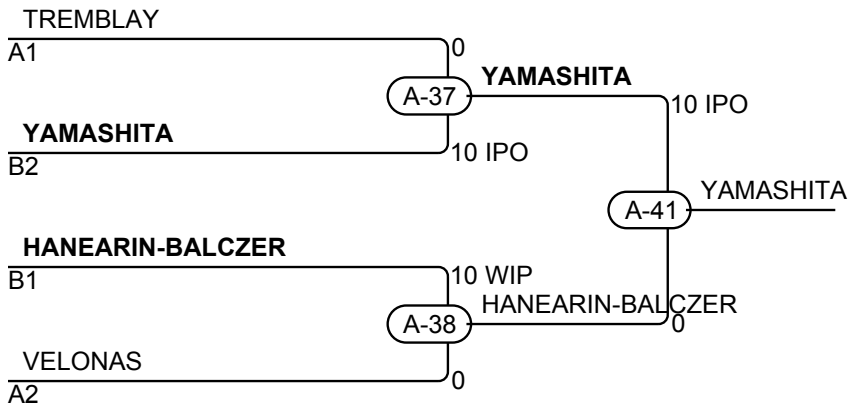 TREMBLAY
A1
0
A-37
YAMASHITA
10 IPO
YAMASHITA
B2
10 IPO
A-41
YAMASHITA
HANEARIN-BALCZER
B1
10 WIP
HANEARIN-BALCZER
A-38
0
VELONAS
A2
0